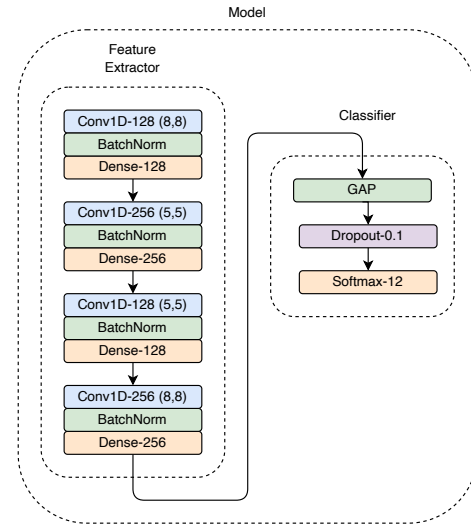 Model
Feature
Extractor
Conv1D-128 (8,8)
BatchNorm
Dense-128
Conv1D-256 (5,5)
BatchNorm
Dense-256
Conv1D-128 (5,5)
BatchNorm
Dense-128
Conv1D-256 (8,8)
BatchNorm
Dense-256
Classifier
GAP
Dropout-0.1
Softmax-12